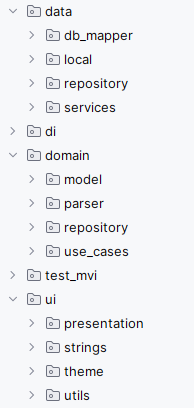 data
db_mapper
local
repository
services
di
domain
model
parser
repository
use_cases
test_mvi
ui
presentation
strings
theme
utils